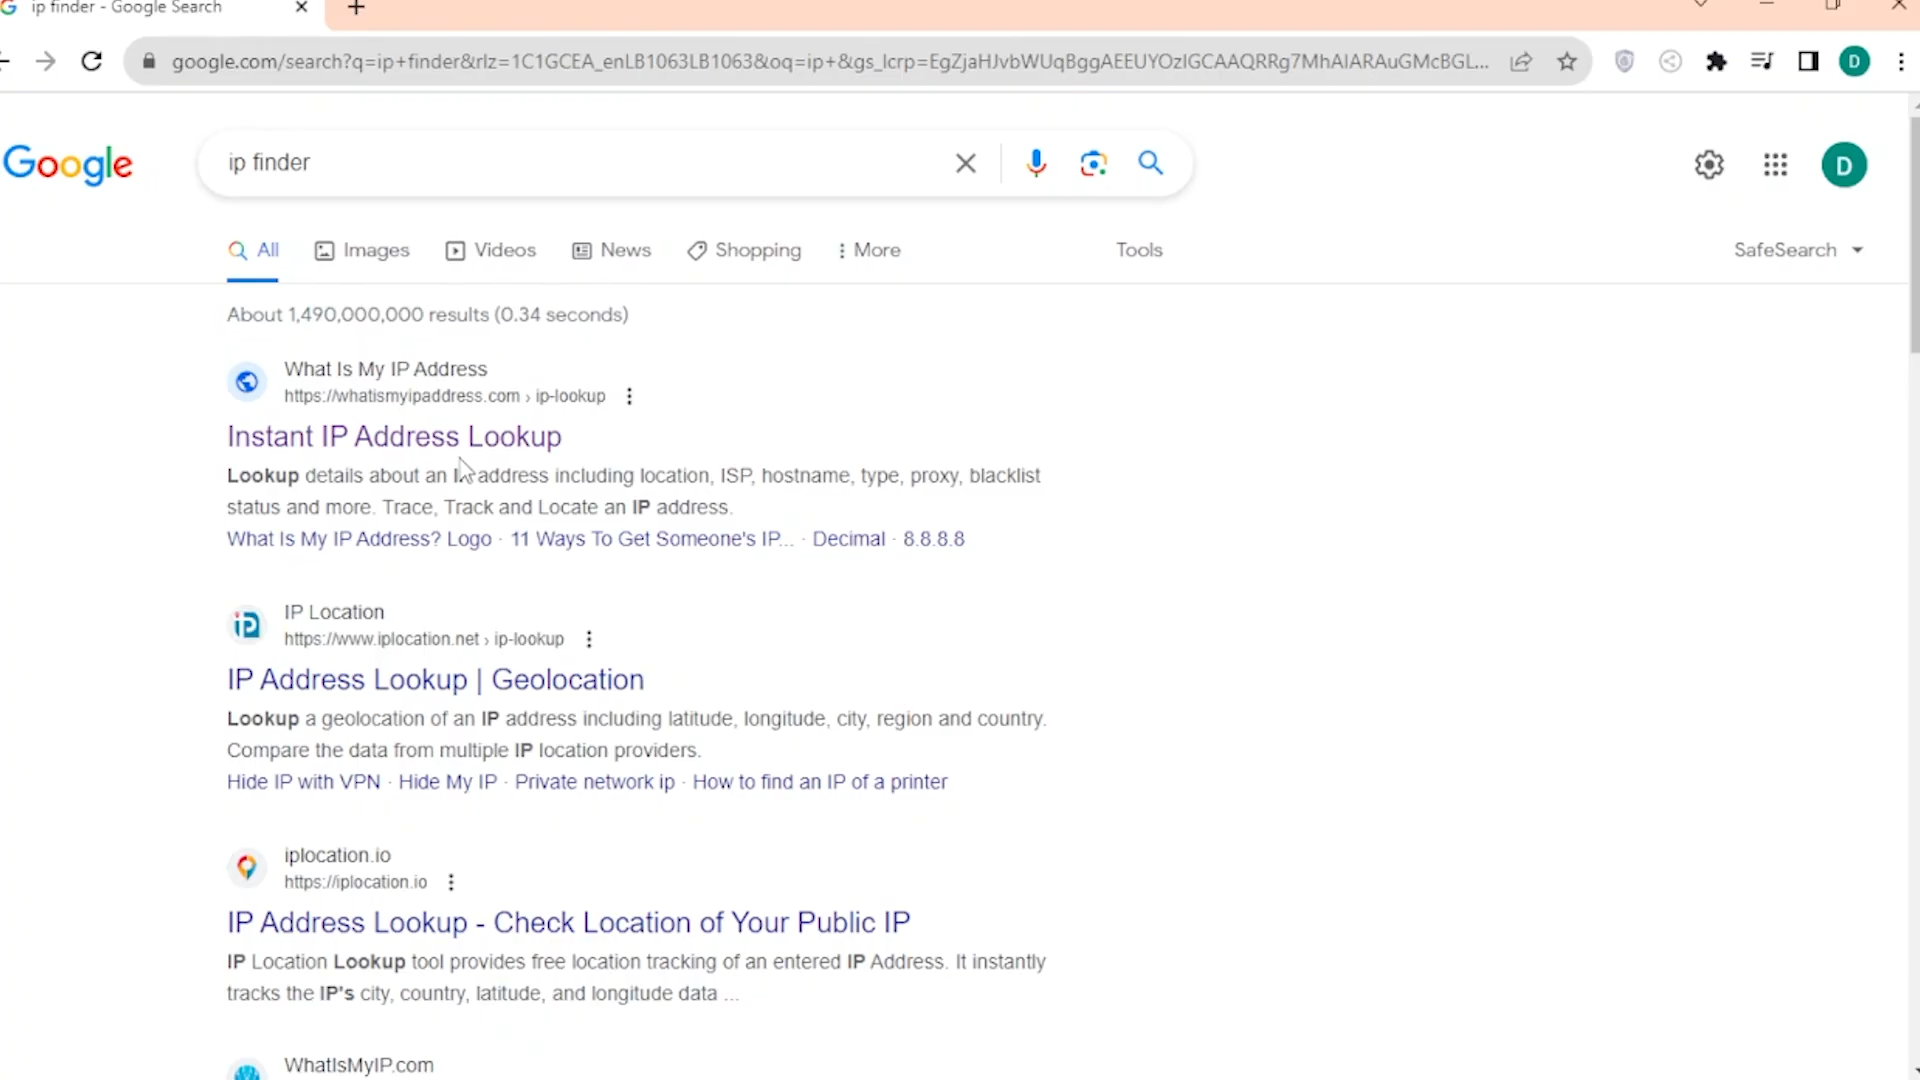 ip finder - Google Search
google.com/search?q=ip+finder&rlz=1C1GCEA_enLB1063LB1063&oq=ip+&gs_lcrp=EgZjaHJvbWUqBggAEEUYOzIGCAAQRRg7MhAIARAuGMcBGL...
D
Google
ip finder
D
All Images Videos News Shopping More Tools SafeSearch
About 1,490,000,000 results (0.34 seconds)
What Is My IP Address
https://whatismyipaddress.com › ip-lookup
Instant IP Address Lookup
Lookup details about an address including location, ISP, hostname, type, proxy, blacklist
status and more. Trace, Track and Locate an IP address.
What Is My IP Address? Logo · 11 Ways To Get Someone's IP... · Decimal · 8.8.8.8
IP Location
https://www.iplocation.net › ip-lookup
IP Address Lookup | Geolocation
Lookup a geolocation of an IP address including latitude, longitude, city, region and country.
Compare the data from multiple IP location providers.
Hide IP with VPN · Hide My IP · Private network ip · How to find an IP of a printer
iplocation.io
https://iplocation.io
IP Address Lookup - Check Location of Your Public IP
IP Location Lookup tool provides free location tracking of an entered IP Address. It instantly
tracks the IP's city, country, latitude, and longitude data ...
WhatIsMyIP.com